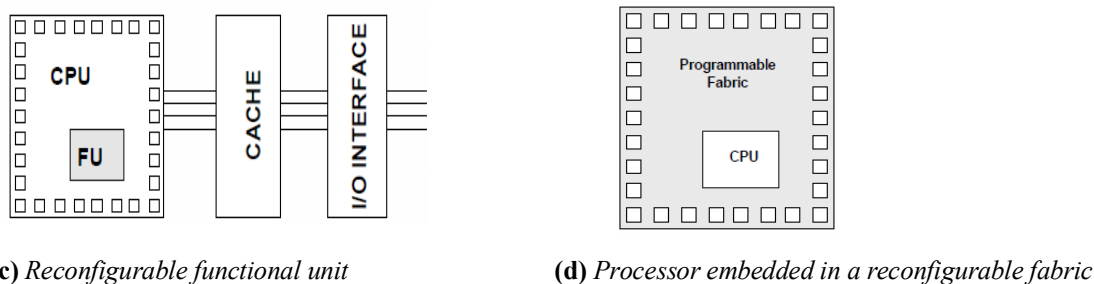 CPU
FU
CACHE
I/O INTERFACE
Programmable
Fabric
CPU
c) Reconfigurable functional unit
(d) Processor embedded in a reconfigurable fabric